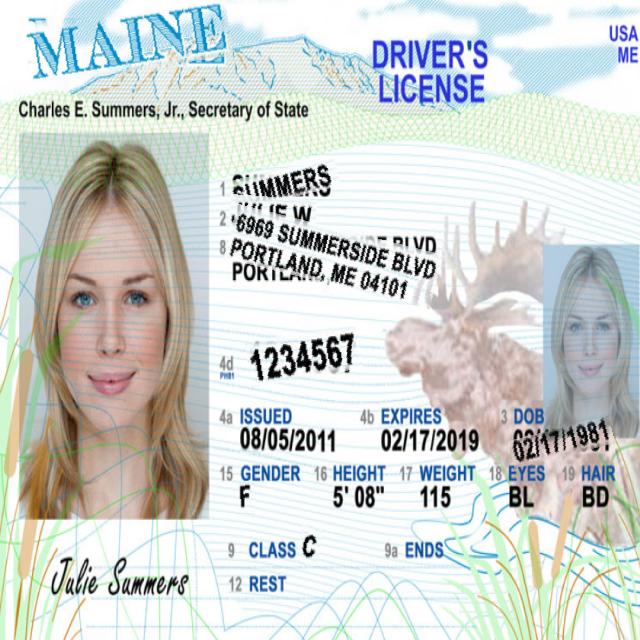 MAINE
DRIVER'S
LICENSE
USA
ME
Charles E. Summers, Jr., Secretary of State
1 SUMMERS
2 JULIE W
8 6969 SUMMERSIDE BLVD
BLVD
PORTLAND, ME 04101
4d 1234567
4a ISSUED 4b EXPIRES 3 DOB
08/05/2011 02/17/2019
15 GENDER 16 HEIGHT 17 WEIGHT 18 EYES 19 HAIR
F 5' 08" 115 BL BD
9 CLASS C 9a ENDS
12 REST
Julie Summers